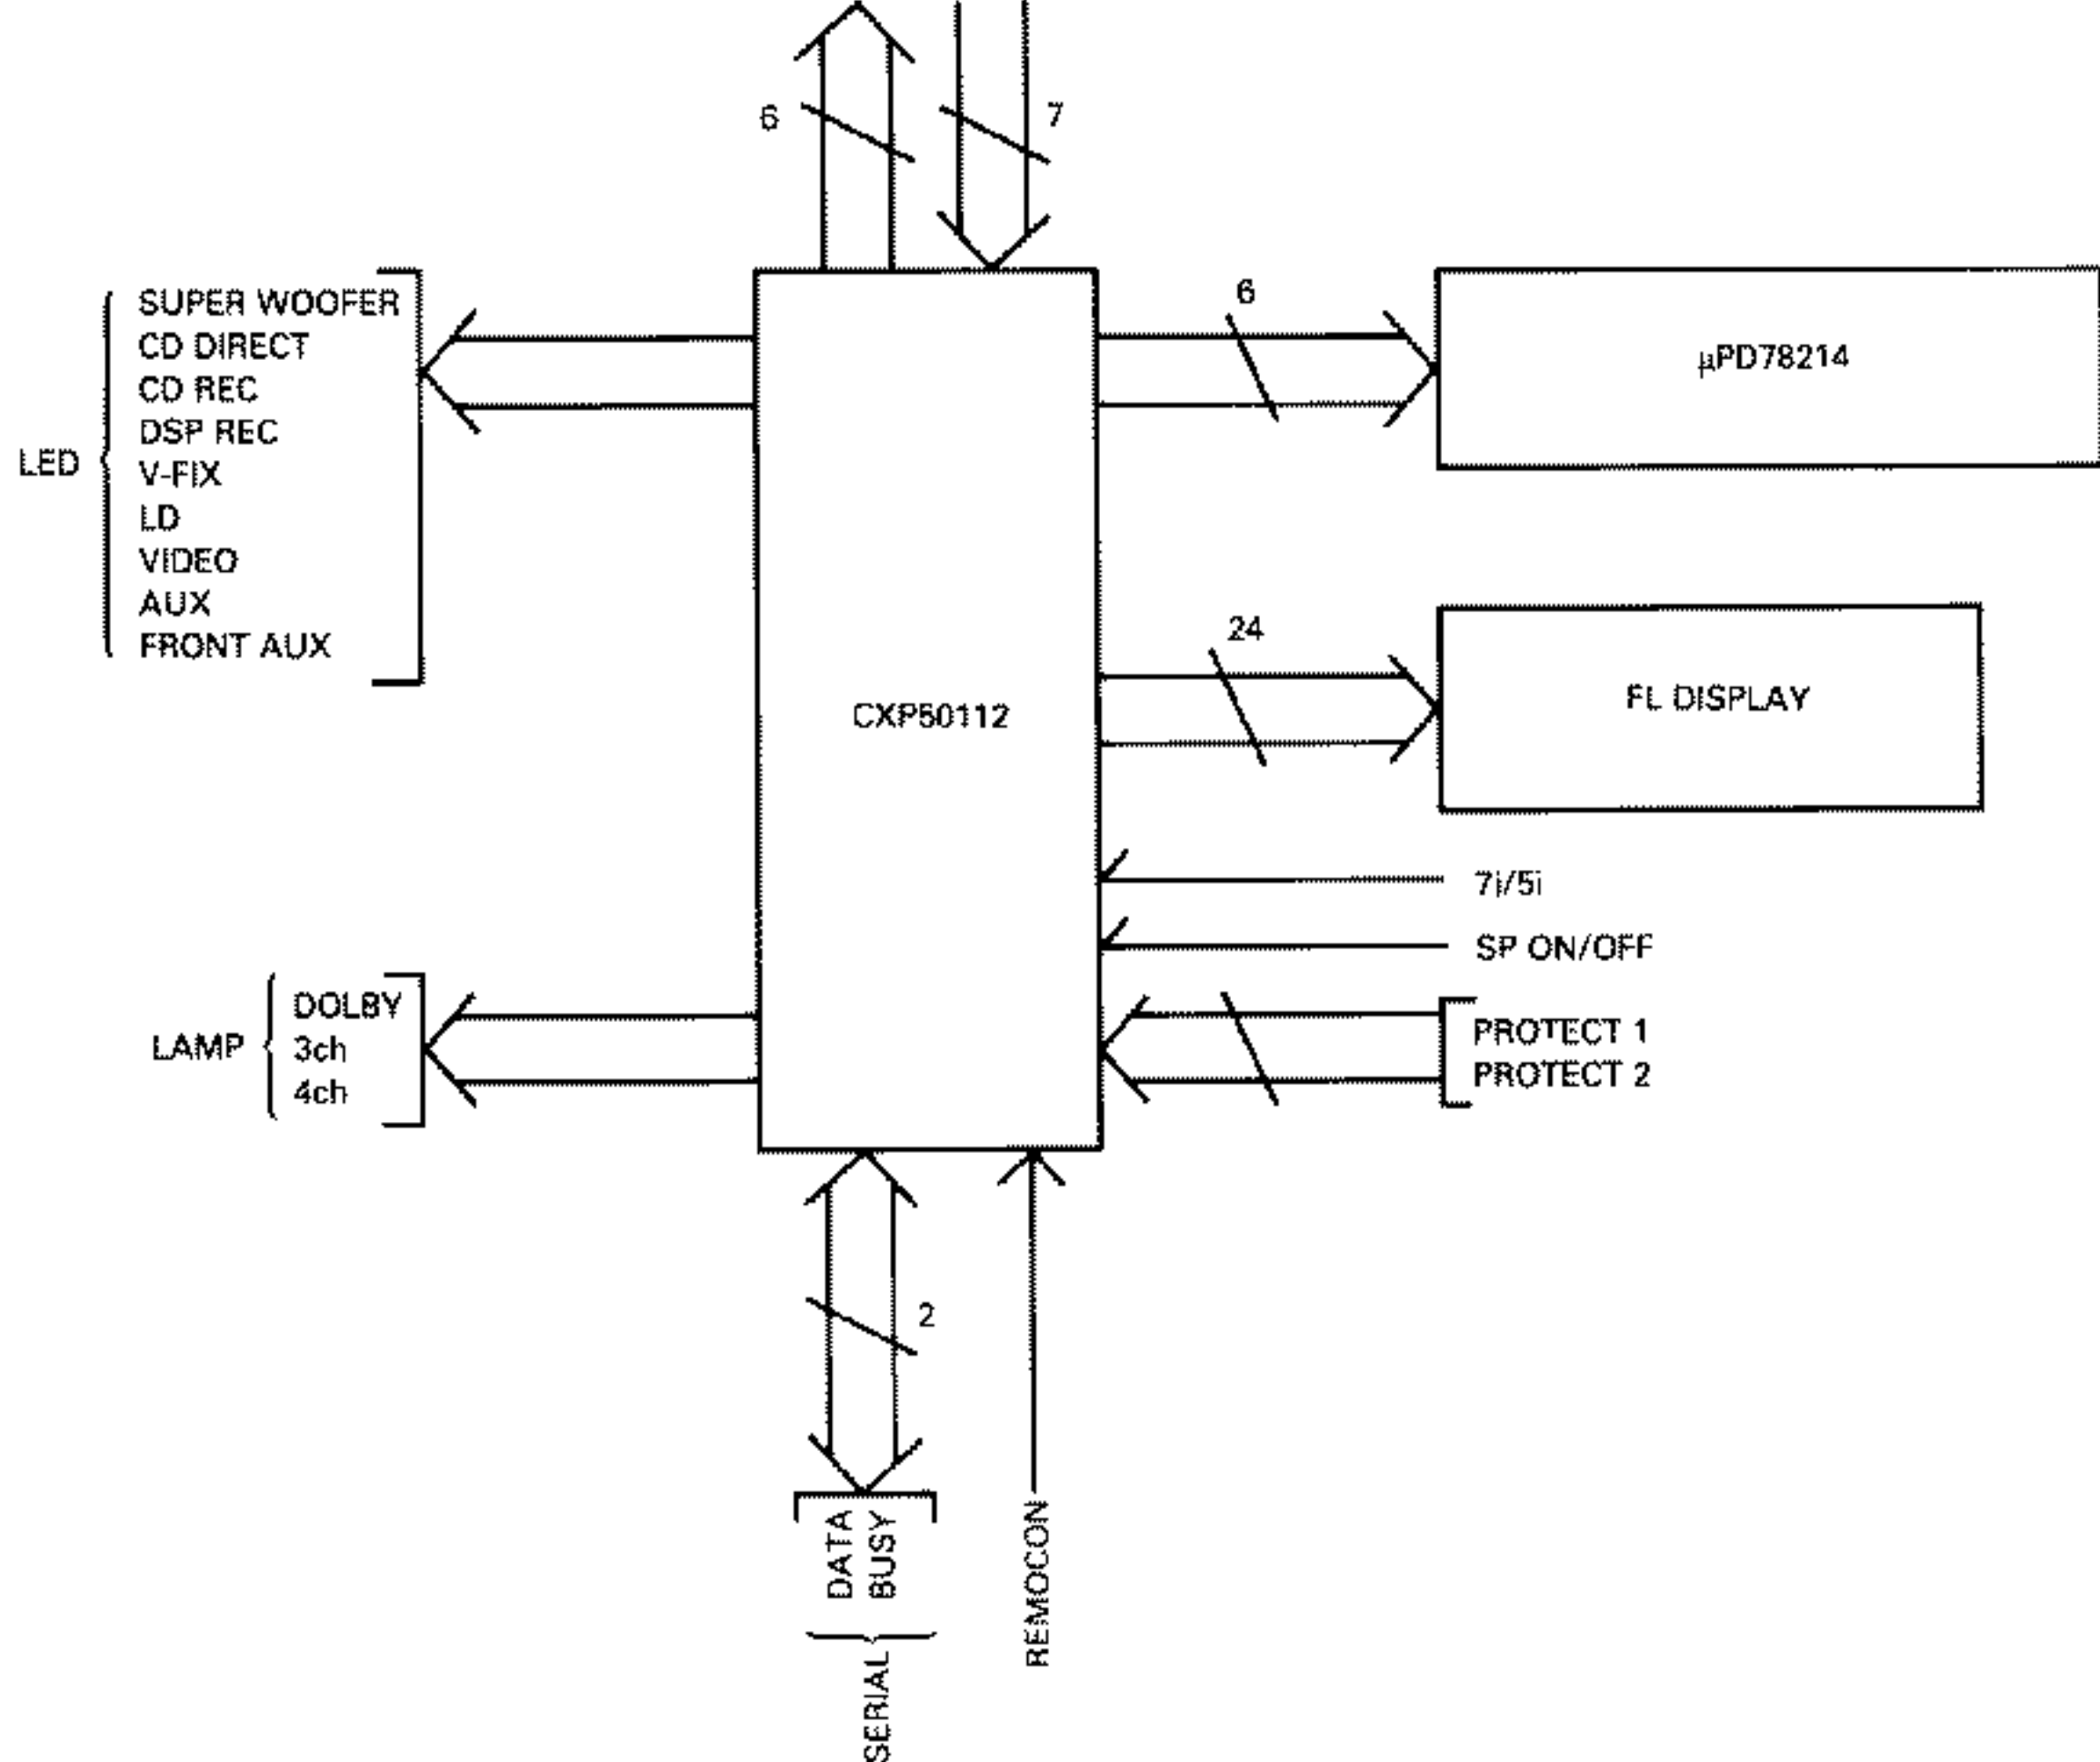 6
7
SUPER WOOFER
CD DIRECT
CD REC
DSP REC
V-FIX
LD
VIDEO
AUX
FRONT AUX
LED
6
μPD78214
CXP50112
24
FL DISPLAY
7i/5i
SP ON/OFF
PROTECT 1
PROTECT 2
LAMP
DOLBY
3ch
4ch
2
DATA
BUSY
SERIAL
REMOCON